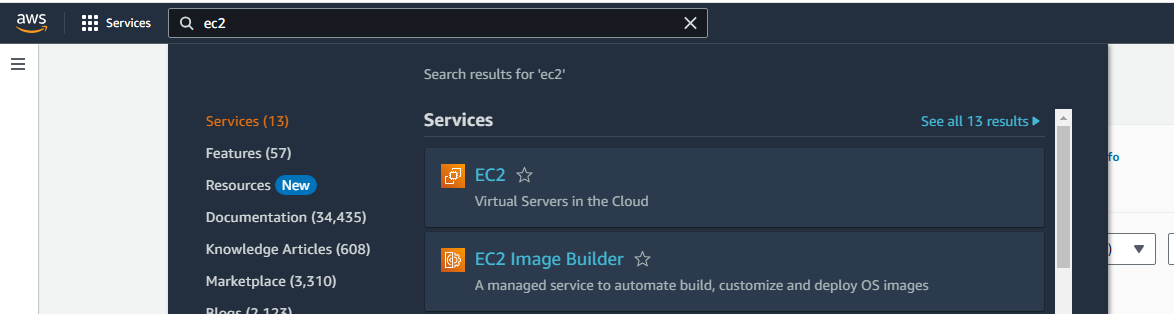 aws
Services
ec2
Search results for 'ec2'
Services (13)
Features (57)
Resources New
Documentation (34,435)
Knowledge Articles (608)
Marketplace (3,310)
Blogs (2,123)
Services
See all 13 results
EC2
Virtual Servers in the Cloud
EC2 Image Builder
A managed service to automate build, customize and deploy OS images
fo
)